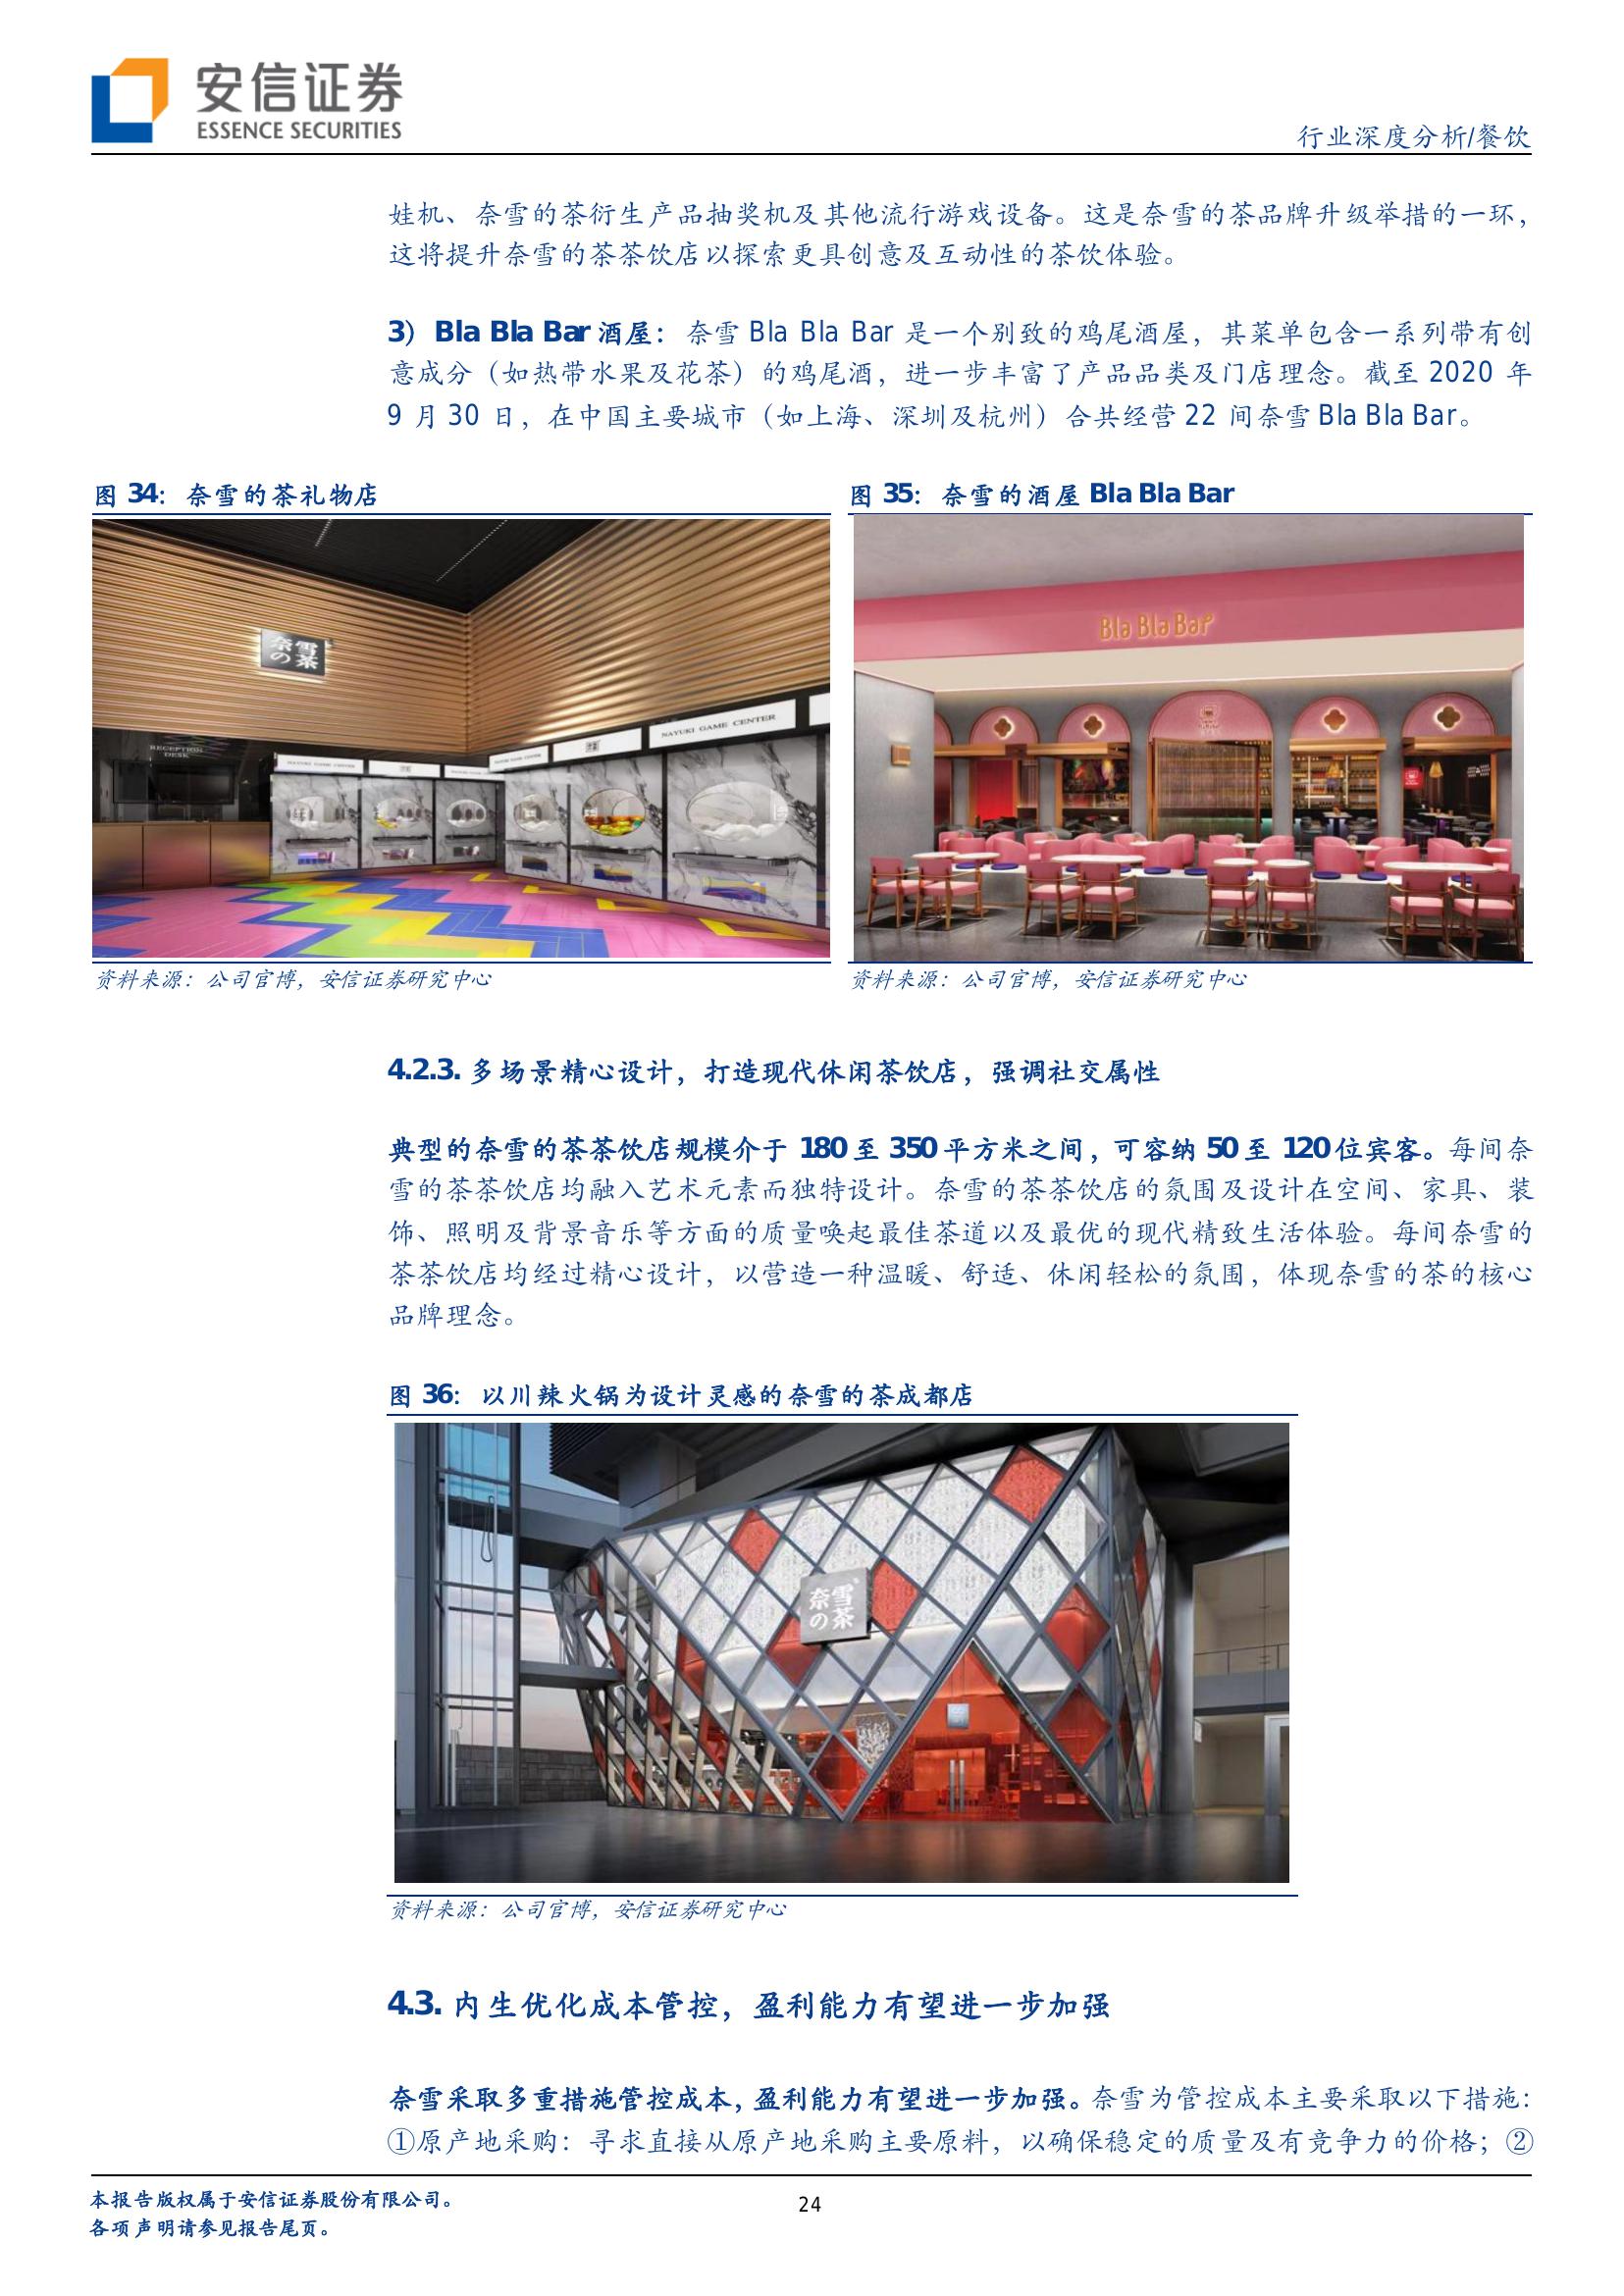 安信证券
ESSENCE SECURITIES
行业深度分析/餐饮
娃机、奈雪的茶衍生产品抽奖机及其他流行游戏设备。这是奈雪的茶品牌升级举措的一环，
这将提升奈雪的茶茶饮店以探索更具创意及互动性的茶饮体验。
3）Bla Bla Bar 酒屋：奈雪 Bla Bla Bar 是一个别致的鸡尾酒屋，其菜单包含一系列带有创
意成分（如热带水果及花茶）的鸡尾酒，进一步丰富了产品品类及门店理念。截至 2020 年
9 月 30 日，在中国主要城市（如上海、深圳及杭州）合共经营 22 间奈雪 Bla Bla Bar。
图 34：奈雪的茶礼物店
奈雪
の茶
RECEPTION
DESK
NAYUKI GAME CENTER
NAYUKI GAME CENTER
资料来源：公司官博，安信证券研究中心
图 35：奈雪的酒屋 Bla Bla Bar
Bla Bla Bar
资料来源：公司官博，安信证券研究中心
4.2.3. 多场景精心设计，打造现代休闲茶饮店，强调社交属性
典型的奈雪的茶茶饮店规模介于 180 至 350 平方米之间，可容纳 50 至 120 位宾客。每间奈
雪的茶茶饮店均融入艺术元素而独特设计。奈雪的茶茶饮店的氛围及设计在空间、家具、装
饰、照明及背景音乐等方面的质量唤起最佳茶道以及最优的现代精致生活体验。每间奈雪的
茶茶饮店均经过精心设计，以营造一种温暖、舒适、休闲轻松的氛围，体现奈雪的茶的核心
品牌理念。
图 36：以川辣火锅为设计灵感的奈雪的茶成都店
奈雪
の茶
资料来源：公司官博，安信证券研究中心
4.3. 内生优化成本管控，盈利能力有望进一步加强
奈雪采取多重措施管控成本，盈利能力有望进一步加强。奈雪为管控成本主要采取以下措施：
①原产地采购：寻求直接从原产地采购主要原料，以确保稳定的质量及有竞争力的价格；②
本报告版权属于安信证券股份有限公司。
各项声明请参见报告尾页。
24